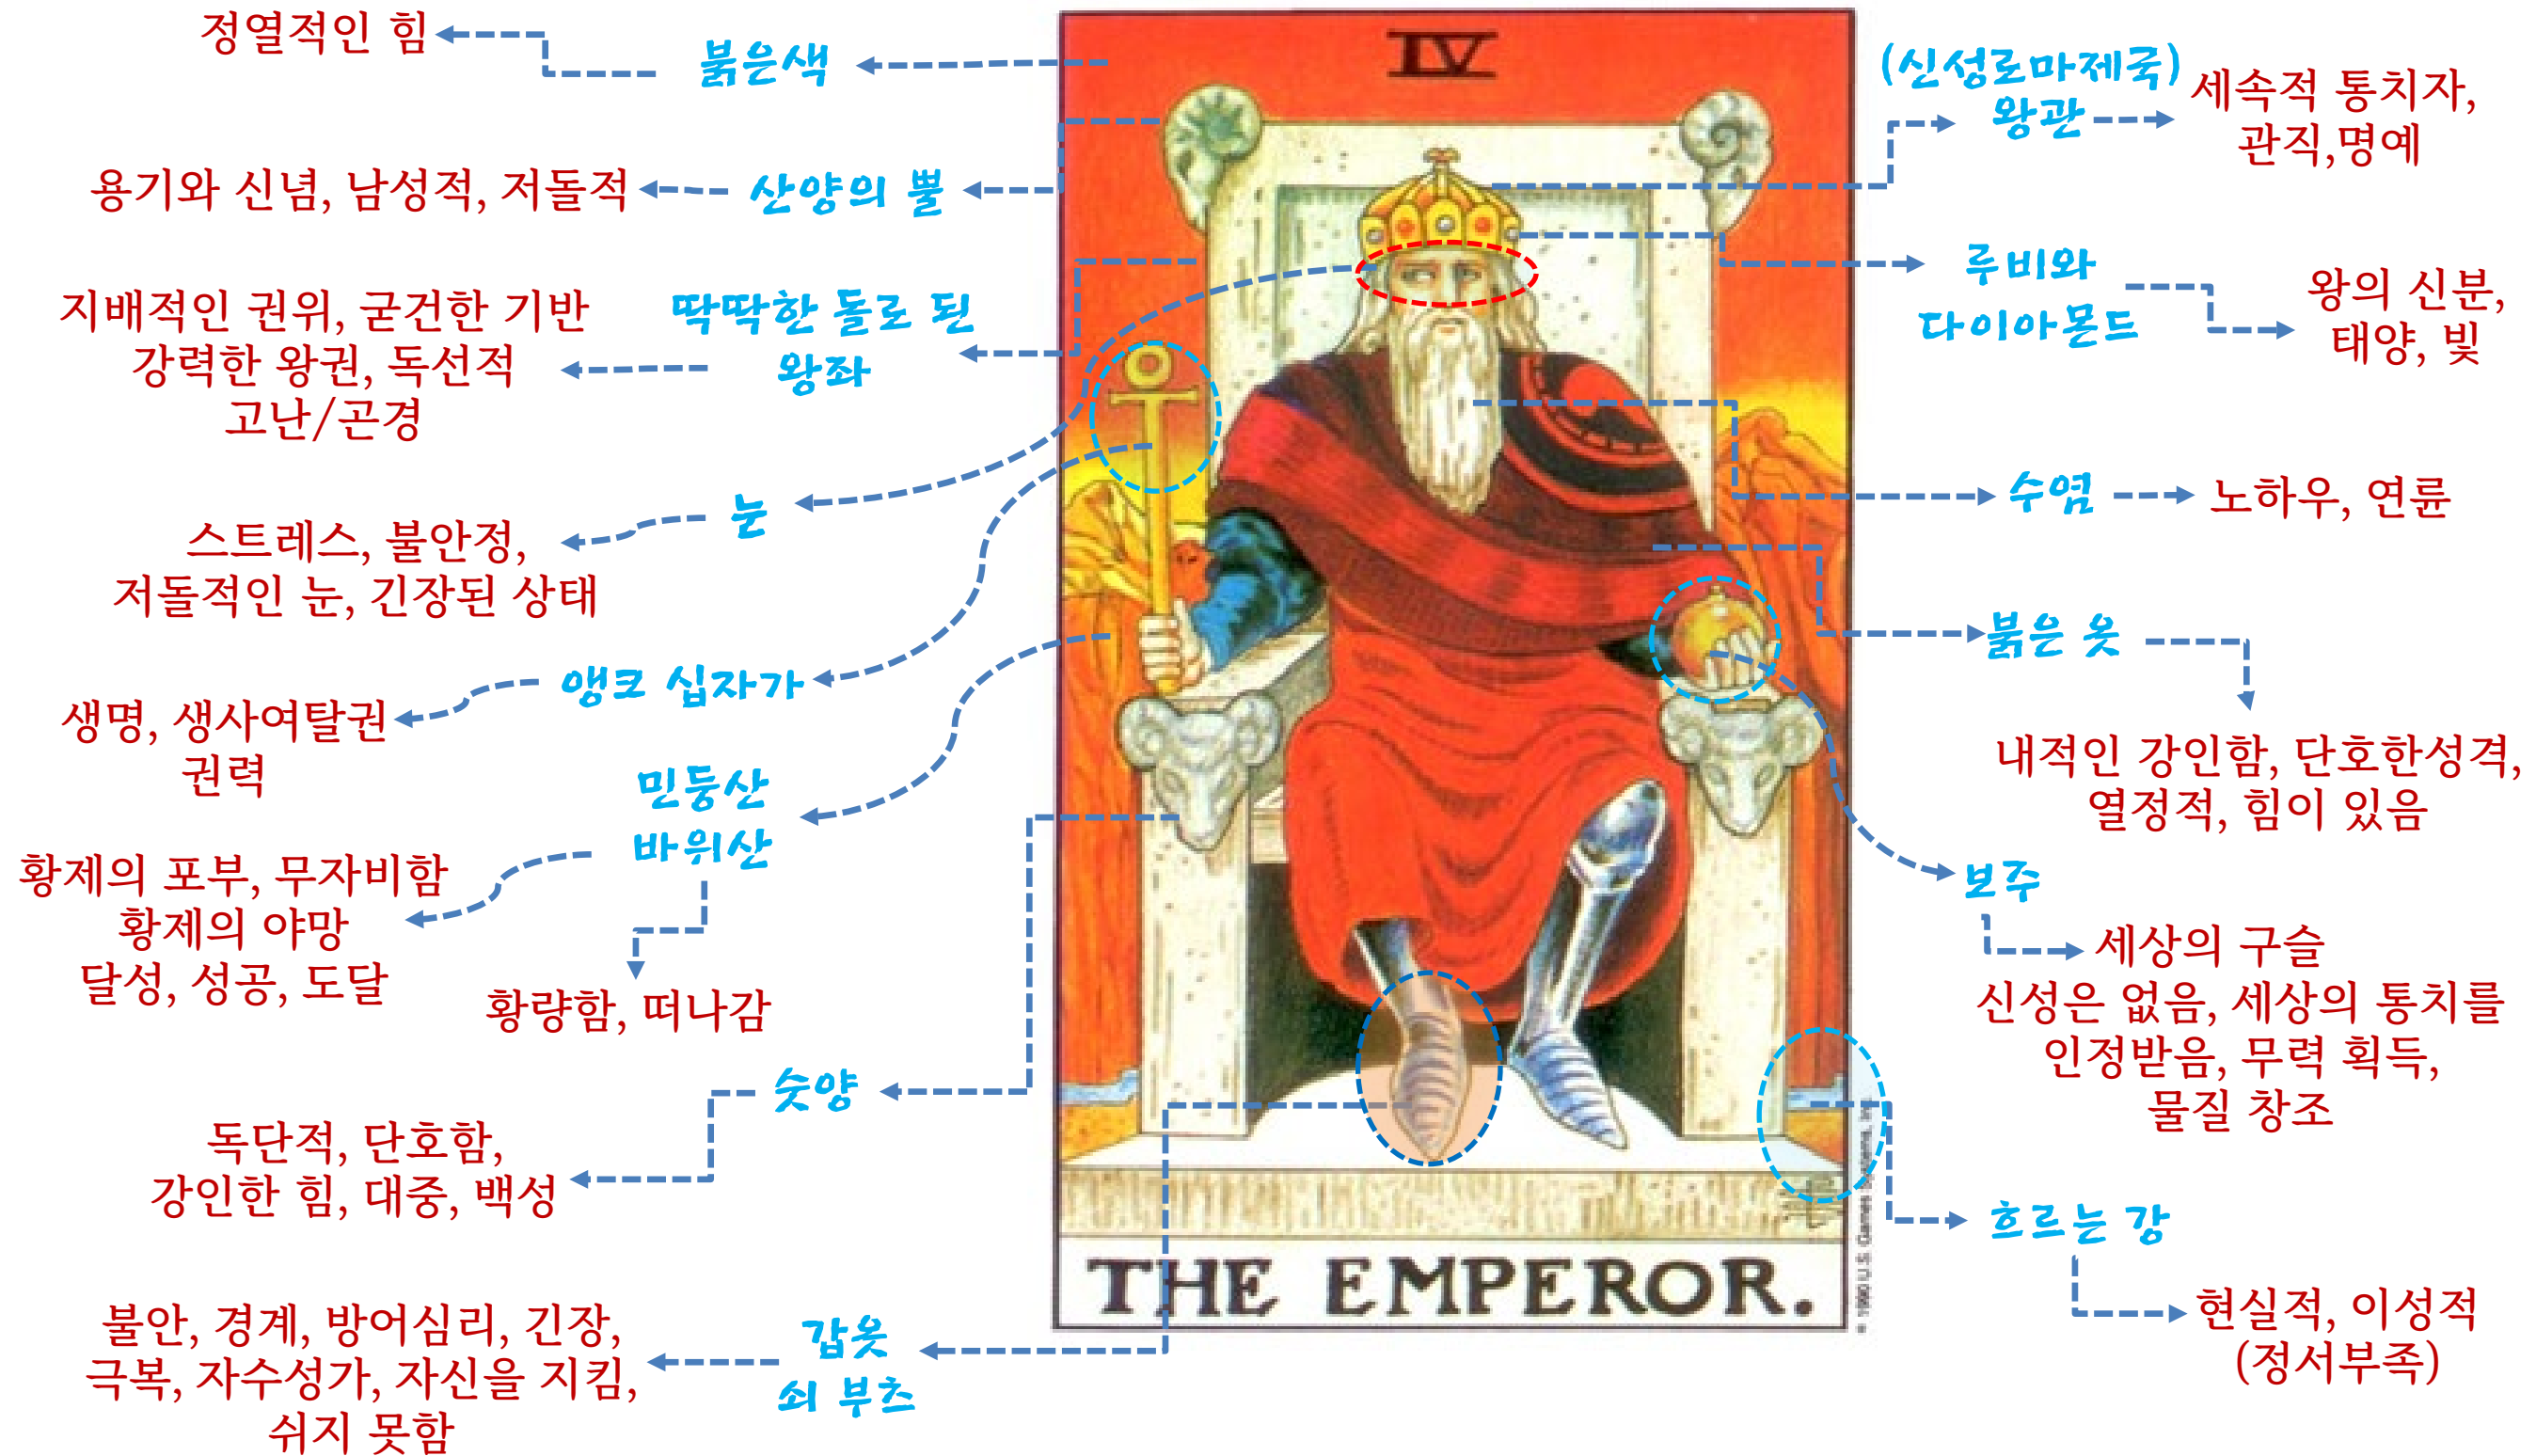 정열적인 힘
붉은색
용기와 신념, 남성적, 저돌적
산양의 뿔
지배적인 권위, 굳건한 기반
강력한 왕권, 독선적
고난/곤경
딱딱한 돌로 된
왕좌
눈
스트레스, 불안정,
저돌적인 눈, 긴장된 상태
앵크 십자가
생명, 생사여탈권
권력
민둥산
바위산
황제의 포부, 무자비함
황제의 야망
달성, 성공, 도달
황량함, 떠나감
숫양
독단적, 단호함,
강인한 힘, 대중, 백성
갑옷
쇠 부츠
불안, 경계, 방어심리, 긴장,
극복, 자수성가, 자신을 지킴,
쉬지 못함
IV
THE EMPEROR.
© 1990 U.S. Games Systems, Inc.
(신성로마제국)
왕관
세속적 통치자,
관직,명예
루비와
다이아몬드
왕의 신분,
태양, 빛
수염
노하우, 연륜
붉은 옷
내적인 강인함, 단호한성격,
열정적, 힘이 있음
보주
세상의 구슬
신성은 없음, 세상의 통치를
인정받음, 무력 획득,
물질 창조
흐르는 강
현실적, 이성적
(정서부족)